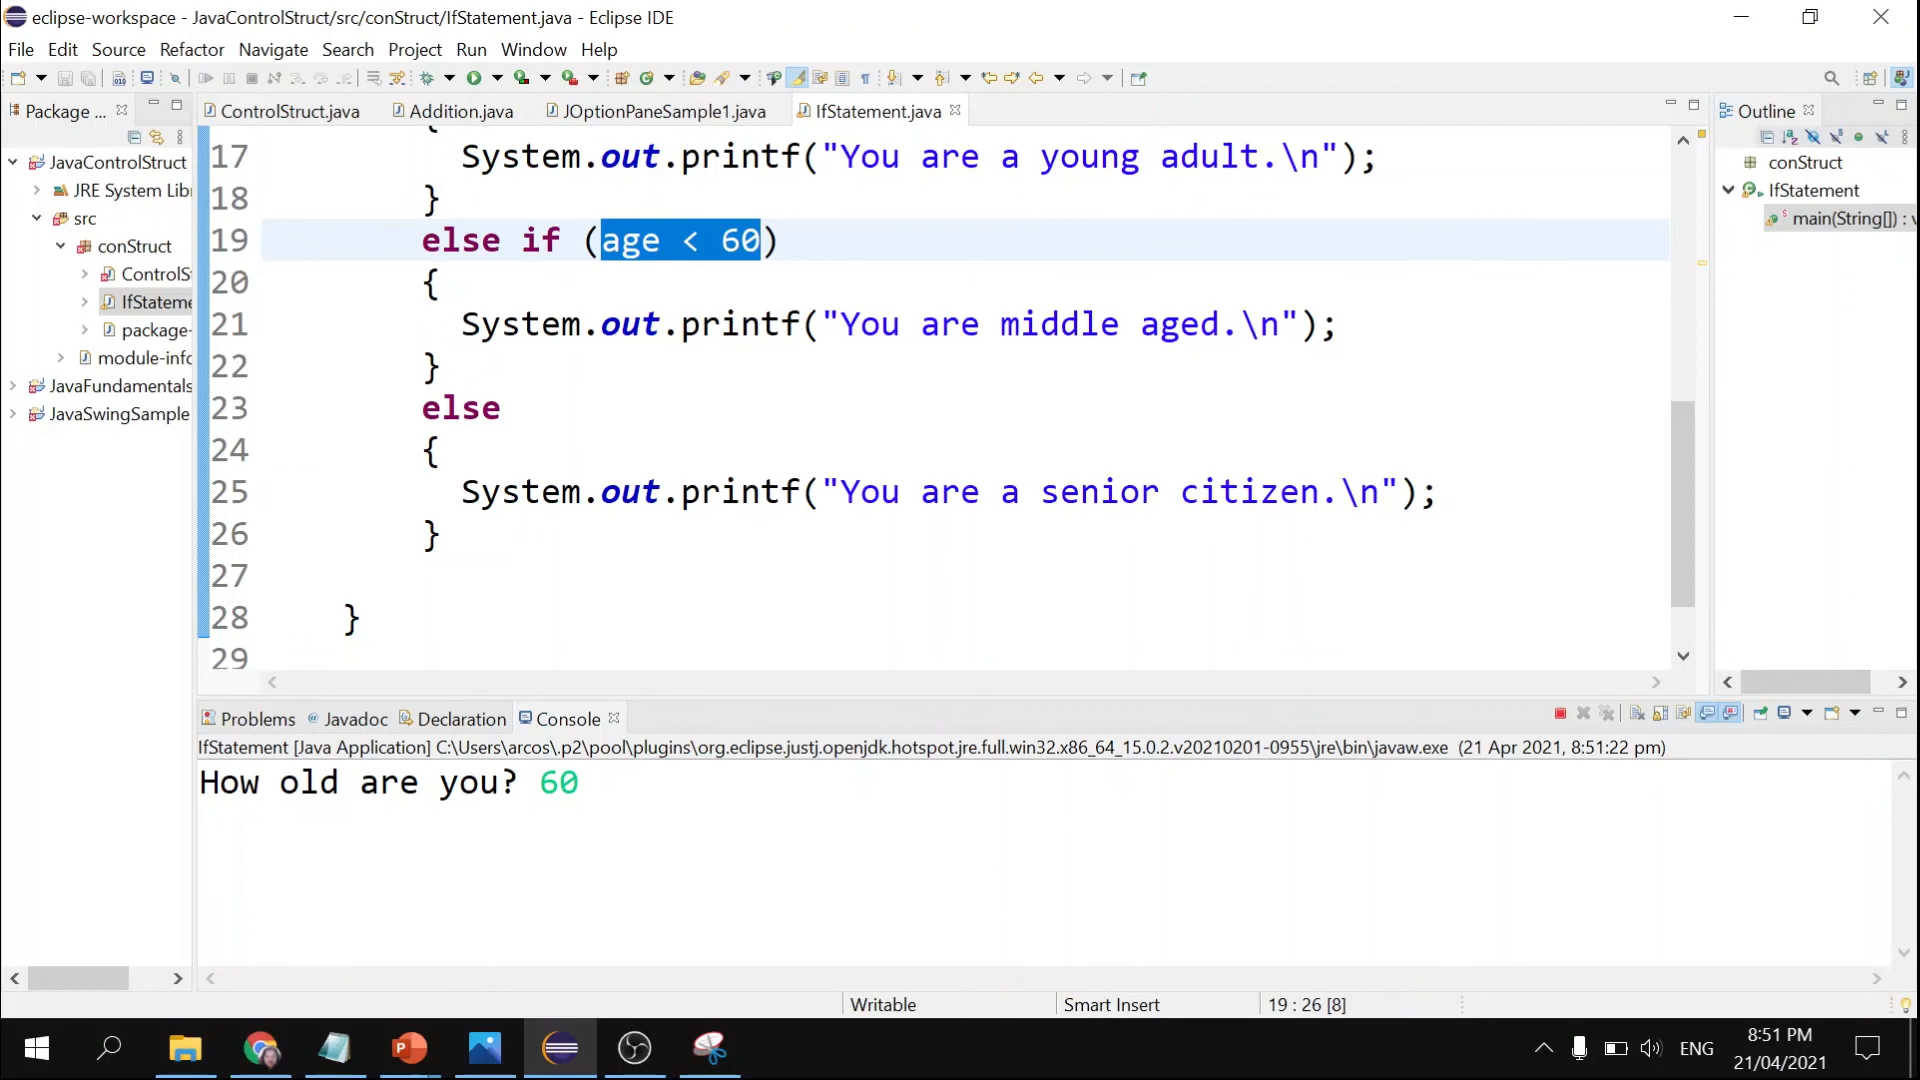 eclipse-workspace - JavaControlStruct/src/conStruct/IfStatement.java - Eclipse IDE
File Edit Source Refactor Navigate Search Project Run Window Help
Package ...
ControlStruct.java
Addition.java
JOptionPaneSample1.java
IfStatement.java
Outline
JavaControlStruct
JRE System Lib
src
conStruct
ControlS
IfStateme
package-
module-info
JavaFundamentals
JavaSwingSample
17 System.out.printf("You are a young adult.\n");
18 }
19 else if (age < 60)
20 {
21 System.out.printf("You are middle aged.\n");
22 }
23 else
24 {
25 System.out.printf("You are a senior citizen.\n");
26 }
27
28 }
29
conStruct
IfStatement
main(String[]) : v
Problems
Javadoc
Declaration
Console
IfStatement [Java Application] C:\Users\arcos\.p2\pool\plugins\org.eclipse.justj.openjdk.hotspot.jre.full.win32.x86_64_15.0.2.v20210201-0955\jre\bin\javaw.exe (21 Apr 2021, 8:51:22 pm)
How old are you? 60
Writable
Smart Insert
19 : 26 [8]
ENG
8:51 PM
21/04/2021